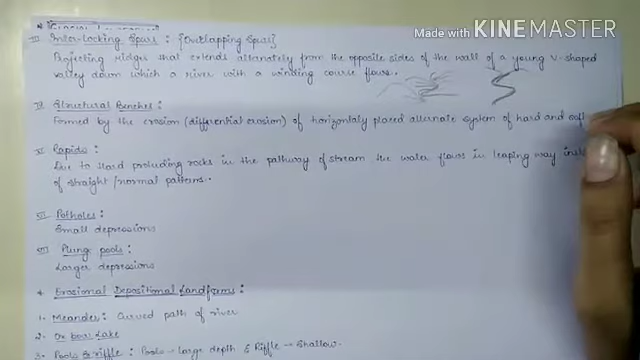 Made with KINEMASTER
III Inter-Locking Spurs : {Overlapping Spurs}
Projecting ridges that extends alternately from the opposite sides of the wall of a young V-shaped
valley down which a river with a winding course flows.
Structural Benches :
Formed by the erosion (differential erosion) of horizontaly placed alternate system of hard and soft
Rapids :
Due to Hard protruding rocks in the pathway of stream the water flows in leaping way
of straight/normal patterns.
Potholes :
Small depressions
Plung pools :
Larger depressions
Erosional Depositional Landforms :
1. Meander : Curved path of river
2. Ox bow Lake
3. Pools & riffle : Pools – Large depth & Riffle – Shallow.